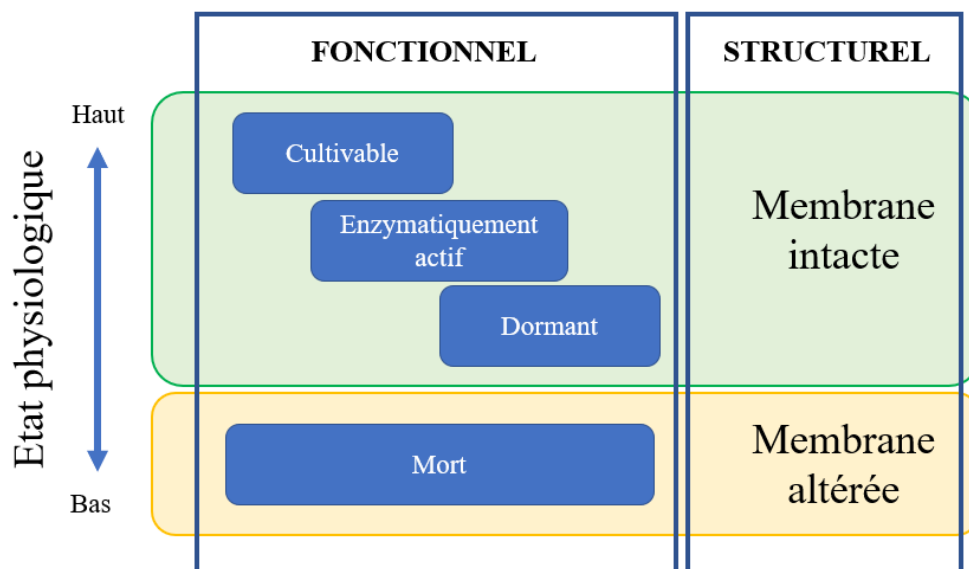 FONCTIONNEL
STRUCTUREL
Haut
Cultivable
Enzymatiquement
actif
Dormant
Membrane
intacte
Etat physiologique
Mort
Membrane
altérée
Bas